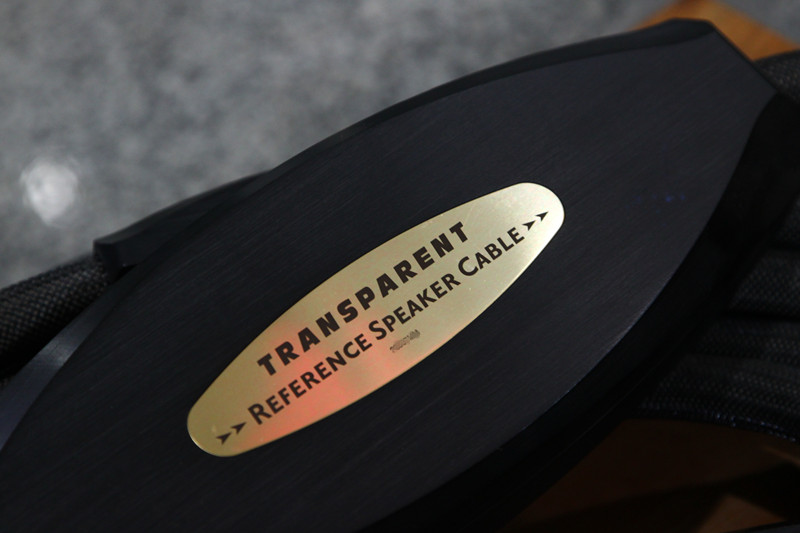 TRANSPARENT
➤➤ REFERENCE SPEAKER CABLE ➤➤